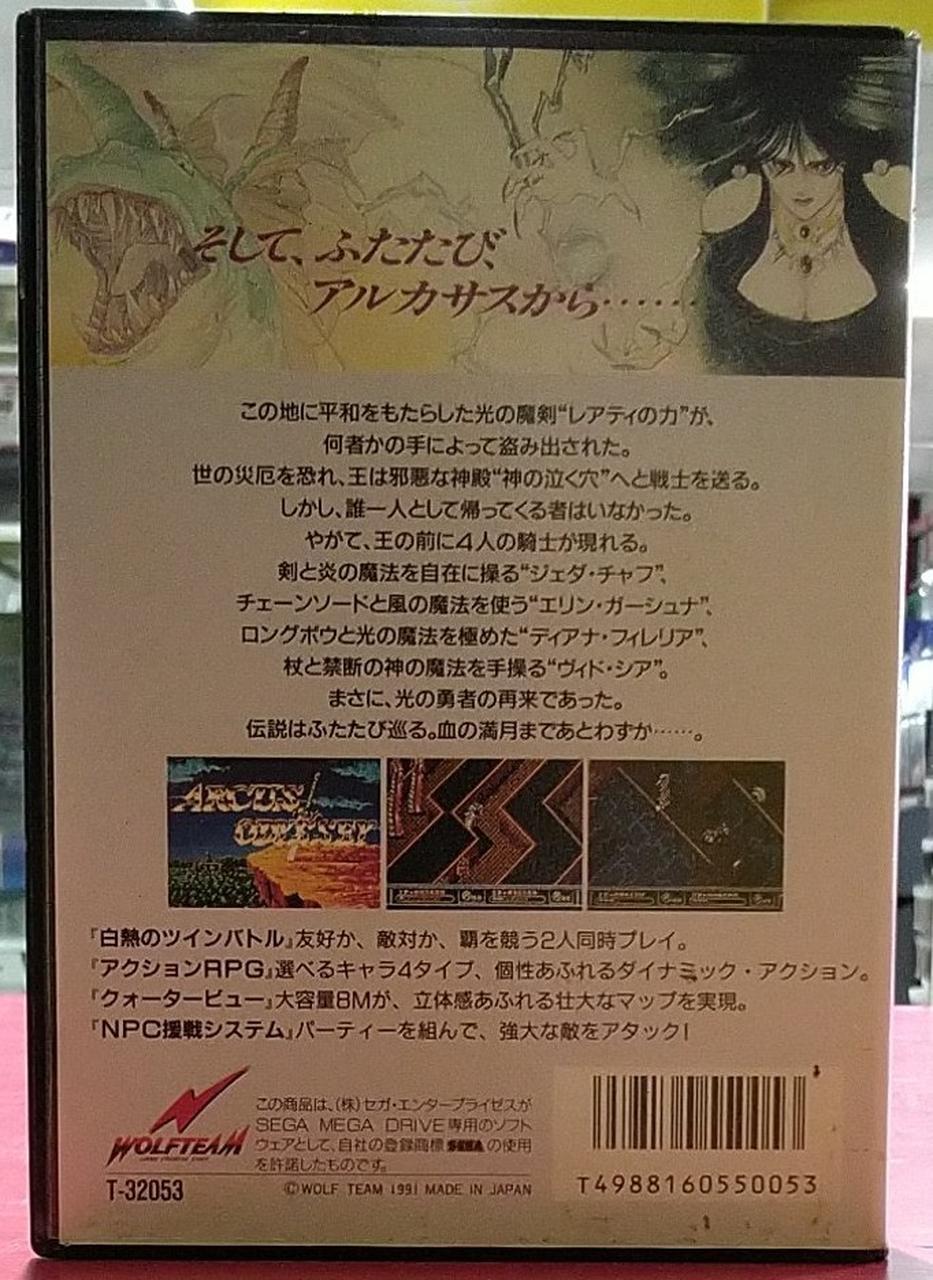 そして、ふたたび、
アルカサスから……
この地に平和をもたらした光の魔剣“レアティの力”が、
何者かの手によって盗み出された。
世の災厄を恐れ、王は邪悪な神殿“神の泣く穴”へと戦士を送る。
しかし、誰一人として帰ってくる者はいなかった。
やがて、王の前に4人の騎士が現れる。
剣と炎の魔法を自在に操る“ジェダ・チャフ”、
チェーンソードと風の魔法を使う“エリン・ガーシュナ”、
ロングボウと光の魔法を極めた“ディアナ・フィレリア”、
杖と禁断の神の魔法を手操る“ヴィド・シア”。
まさに、光の勇者の再来であった。
伝説はふたたび巡る。血の満月まであとわずか……。
ARCUS
ODYSSEY
『白熱のツインバトル』友好か、敵対か、覇を競う2人同時プレイ。
『アクションRPG』選べるキャラ4タイプ、個性あふれるダイナミック・アクション。
『クォータービュー』大容量8Mが、立体感あふれる壮大なマップを実現。
『NPC援戦システム』パーティーを組んで、強大な敵をアタック!
WOLFTEAM
この商品は、(株)セガ・エンタープライゼスが
SEGA MEGA DRIVE専用のソフト
ウェアとして、自社の登録商標 SEGA の使用
を許諾したものです。
T-32053
©WOLF TEAM 1991 MADE IN JAPAN
T4988160550053